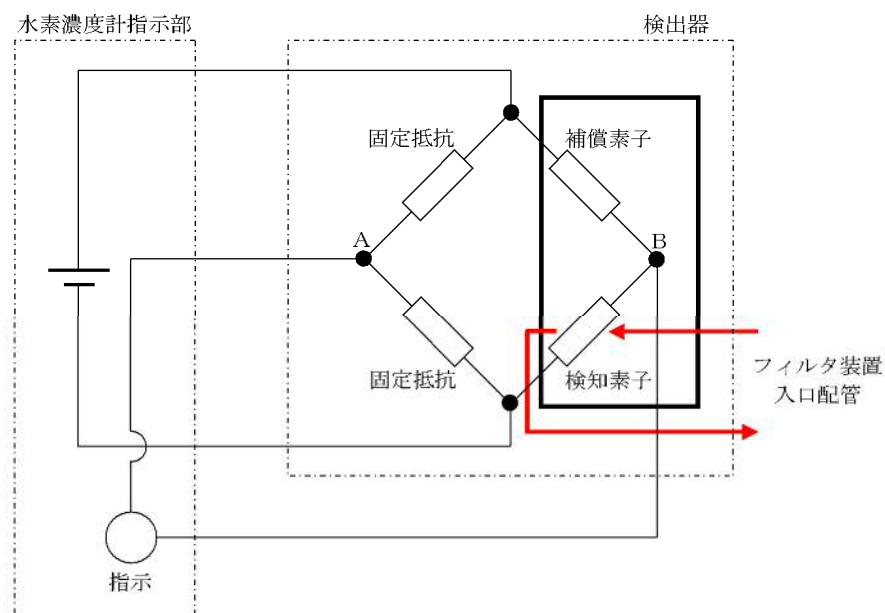 水素濃度計指示部
検出器
固定抵抗
補償素子
A
B
固定抵抗
検知素子
フィルタ装置
入口配管
指示